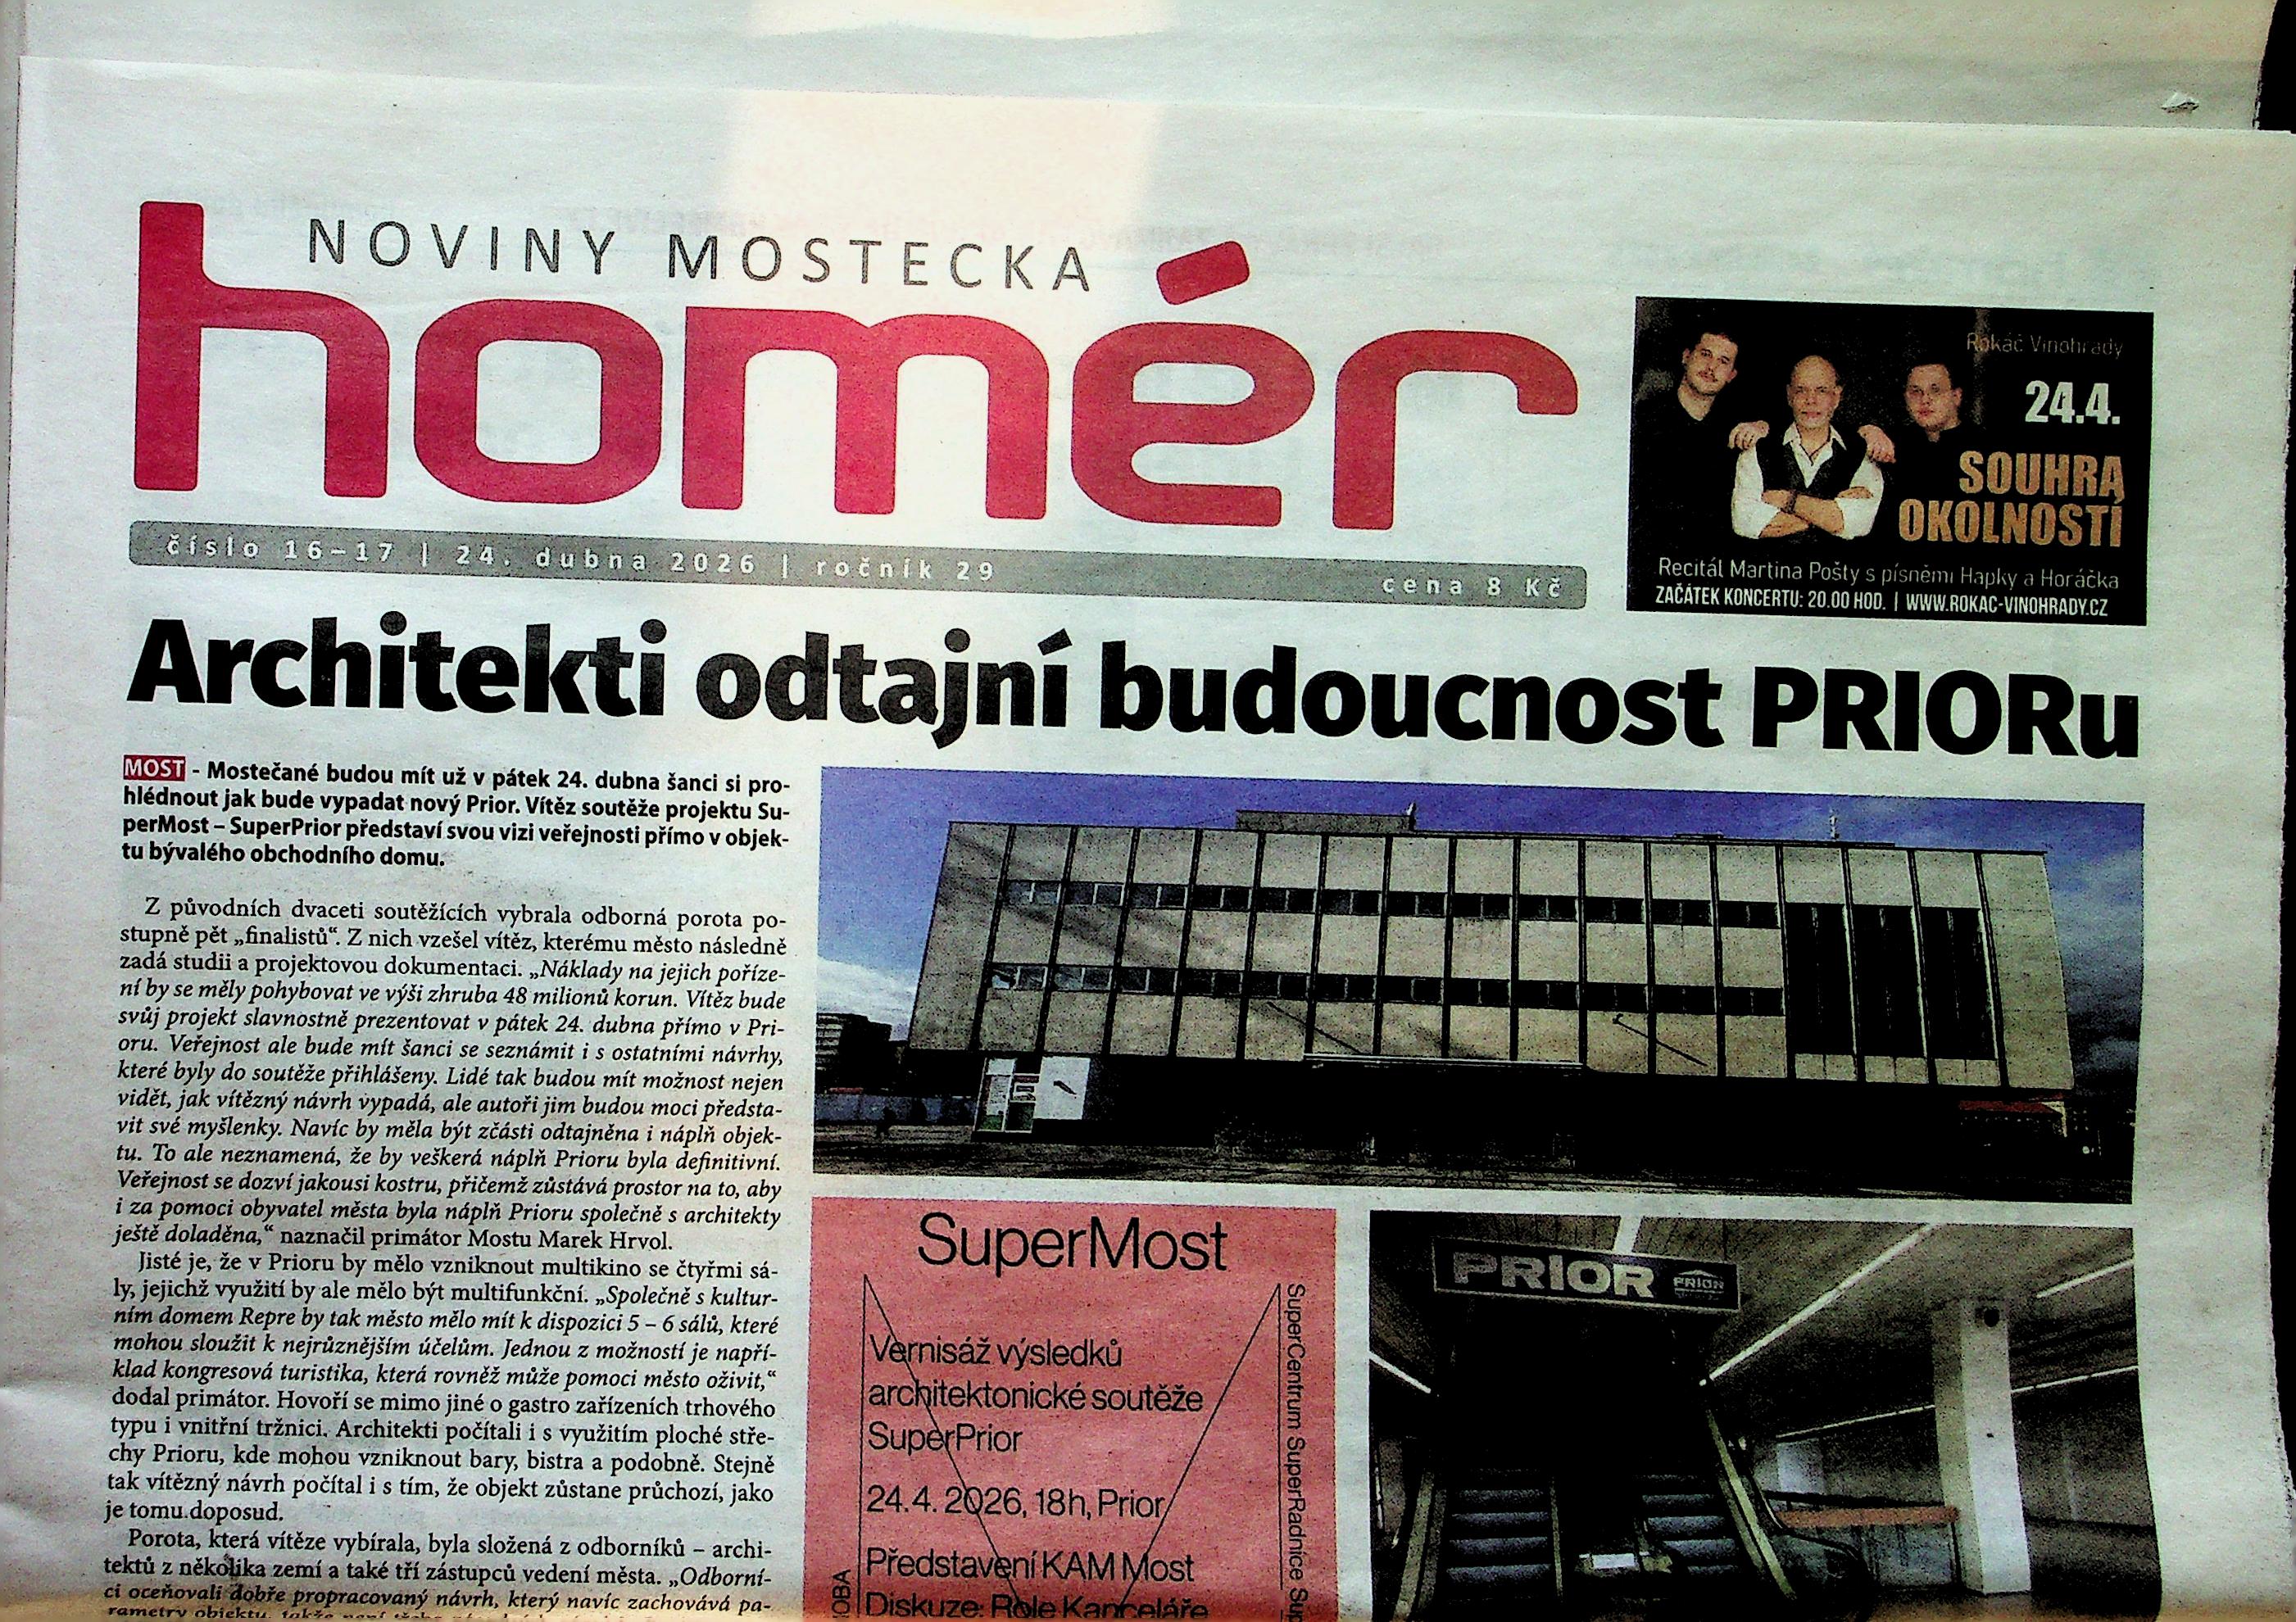 NOVINY MOSTECKA
homér
číslo 16–17 | 24. dubna 2026 | ročník 29
cena 8 Kč
Rokáč Vinohrady
24.4.
SOUHRA
OKOLNOSTÍ
Recitál Martina Pošty s písněmi Hapky a Horáčka
ZAČÁTEK KONCERTU: 20.00 HOD. | WWW.ROKAC-VINOHRADY.CZ
Architekti odtajní budoucnost PRIORu
MOST - Mostečané budou mít už v pátek 24. dubna šanci si pro-
hlédnout jak bude vypadat nový Prior. Vítěz soutěže projektu Su-
perMost – SuperPrior představí svou vizi veřejnosti přímo v objek-
tu bývalého obchodního domu.
Z původních dvaceti soutěžících vybrala odborná porota po-
stupně pět „finalistů“. Z nich vzešel vítěz, kterému město následně
zadá studii a projektovou dokumentaci. „Náklady na jejich poříze-
ní by se měly pohybovat ve výši zhruba 48 milionů korun. Vítěz bude
svůj projekt slavnostně prezentovat v pátek 24. dubna přímo v Pri-
oru. Veřejnost ale bude mít šanci se seznámit i s ostatními návrhy,
které byly do soutěže přihlášeny. Lidé tak budou mít možnost nejen
vidět, jak vítězný návrh vypadá, ale autoři jim budou moci předsta-
vit své myšlenky. Navíc by měla být zčásti odtajněna i náplň objek-
tu. To ale neznamená, že by veškerá náplň Prioru byla definitivní.
Veřejnost se dozví jakousi kostru, přičemž zůstává prostor na to, aby
i za pomoci obyvatel města byla náplň Prioru společně s architekty
ještě doladěna,“ naznačil primátor Mostu Marek Hrvol.
Jisté je, že v Prioru by mělo vzniknout multikino se čtyřmi sá-
ly, jejichž využití by ale mělo být multifunkční. „Společně s kultur-
ním domem Repre by tak město mělo mít k dispozici 5 – 6 sálů, které
mohou sloužit k nejrůznějším účelům. Jednou z možností je napří-
klad kongresová turistika, která rovněž může pomoci město oživit,“
dodal primátor. Hovoří se mimo jiné o gastro zařízeních trhového
typu i vnitřní tržnici. Architekti počítali i s využitím ploché stře-
chy Prioru, kde mohou vzniknout bary, bistra a podobně. Stejně
tak vítězný návrh počítal i s tím, že objekt zůstane průchozí, jako
je tomu doposud.
Porota, která vítěze vybírala, byla složená z odborníků – archi-
tektů z několika zemí a také tří zástupců vedení města. „Odborní-
ci oceňovali dobře propracovaný návrh, který navíc zachovává pa-
rametry objektu,
SuperMost
Vernisáž výsledků
architektonické soutěže
SuperPrior
24.4. 2026, 18h, Prior
Představení KAM Most
Diskuze: Role Kanceláře
SuperCentrum SuperRadnice
PRIOR
PRIOR